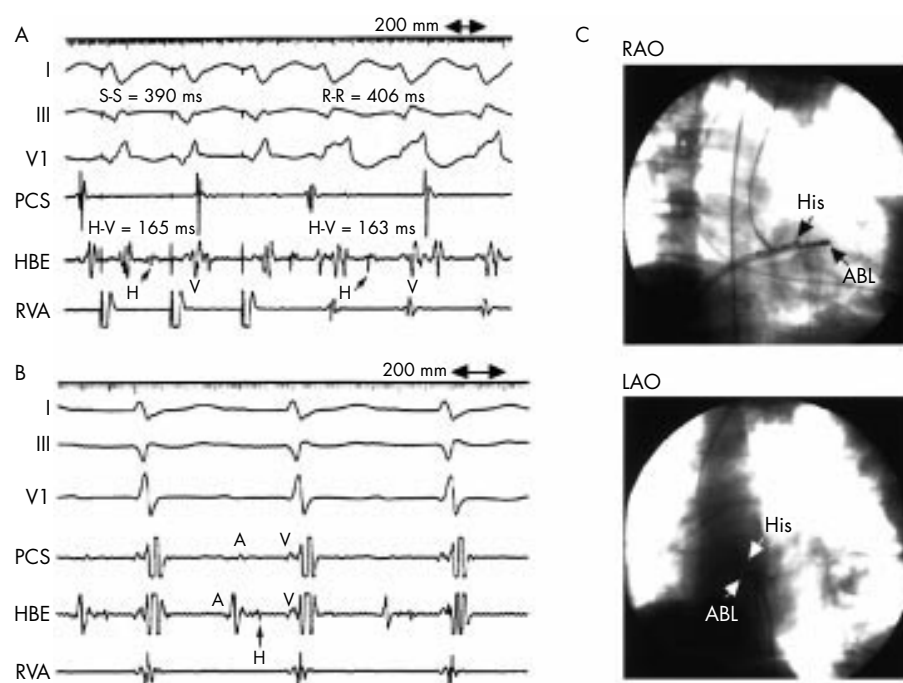 A
200 mm
I
S-S = 390 ms R-R = 406 ms
III
V1
PCS
H-V = 165 ms H-V = 163 ms
HBE
H V H V
RVA
B
200 mm
I
III
V1
A V
PCS
A V
HBE
H
RVA
C
RAO
His
ABL
LAO
His
ABL